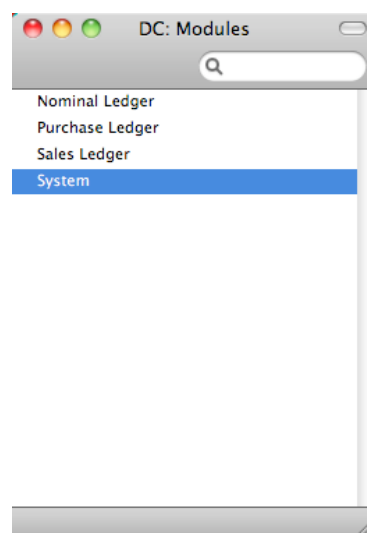 DC: Modules
Nominal Ledger
Purchase Ledger
Sales Ledger
System